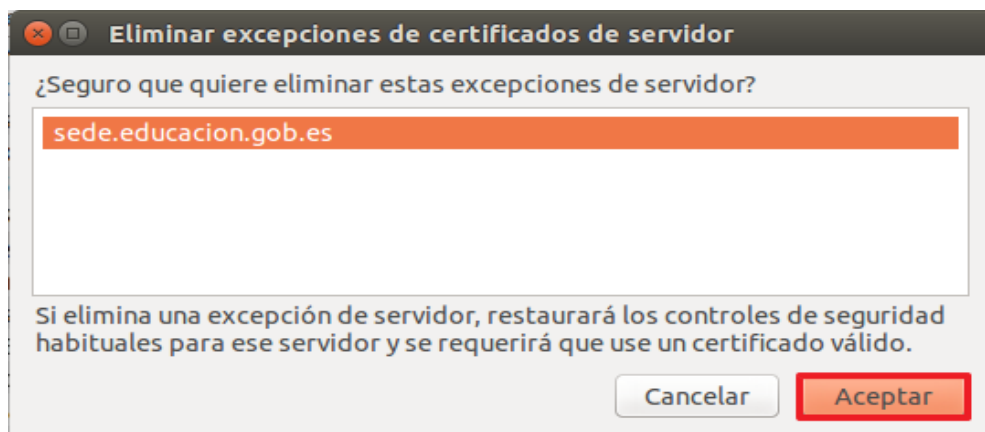 Eliminar excepciones de certificados de servidor
¿Seguro que quiere eliminar estas excepciones de servidor?
sede.educacion.gob.es
Si elimina una excepción de servidor, restaurará los controles de seguridad
habituales para ese servidor y se requerirá que use un certificado válido.
Cancelar
Aceptar